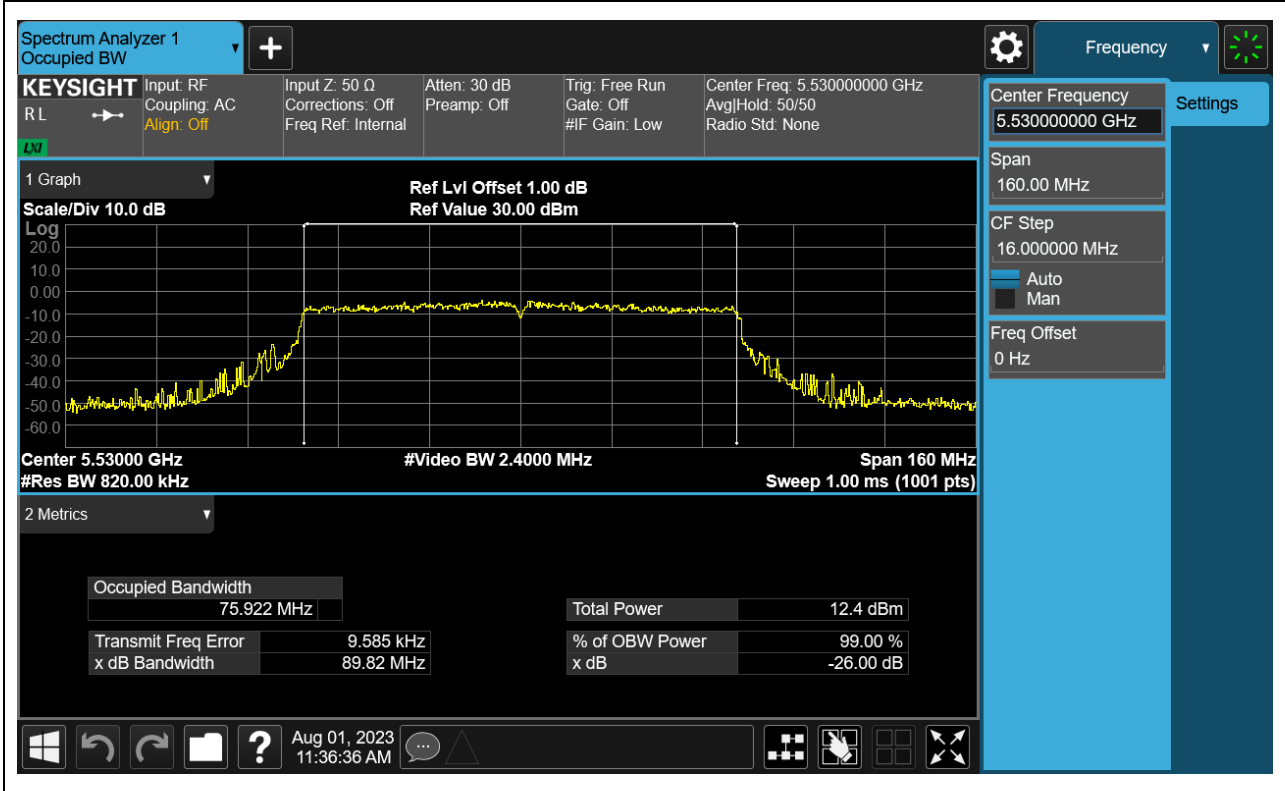 Spectrum Analyzer 1
Occupied BW
Frequency
KEYSIGHT
R L
LXI
Input: RF
Coupling: AC
Align: Off
Input Z: 50 Ω
Corrections: Off
Freq Ref: Internal
Atten: 30 dB
Preamp: Off
Trig: Free Run
Gate: Off
#IF Gain: Low
Center Freq: 5.530000000 GHz
Avg|Hold: 50/50
Radio Std: None
Center Frequency
5.530000000 GHz
Settings
Span
160.00 MHz
CF Step
16.000000 MHz
Auto
Man
Freq Offset
0 Hz
1 Graph
Scale/Div 10.0 dB
Ref Lvl Offset 1.00 dB
Ref Value 30.00 dBm
Log
20.0
10.0
0.00
-10.0
-20.0
-30.0
-40.0
-50.0
-60.0
Center 5.53000 GHz
#Video BW 2.4000 MHz
Span 160 MHz
#Res BW 820.00 kHz
Sweep 1.00 ms (1001 pts)
2 Metrics
Occupied Bandwidth
75.922 MHz
Total Power 12.4 dBm
Transmit Freq Error 9.585 kHz
% of OBW Power 99.00 %
x dB Bandwidth 89.82 MHz
x dB -26.00 dB
?
Aug 01, 2023
11:36:36 AM